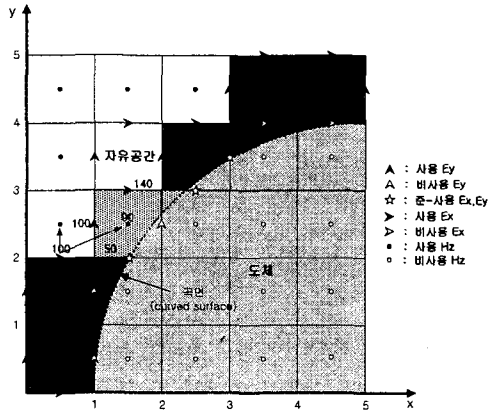 y
5
4
자유공간
3
140
100
90
100
50
2
도체
곡면
(curved surface)
1
1 2 3 4 5 x
: 사용 Ey
: 비사용 Ey
: 준-사용 Ex,Ey
: 사용 Ex
: 비사용 Ex
: 사용 Hz
: 비사용 Hz